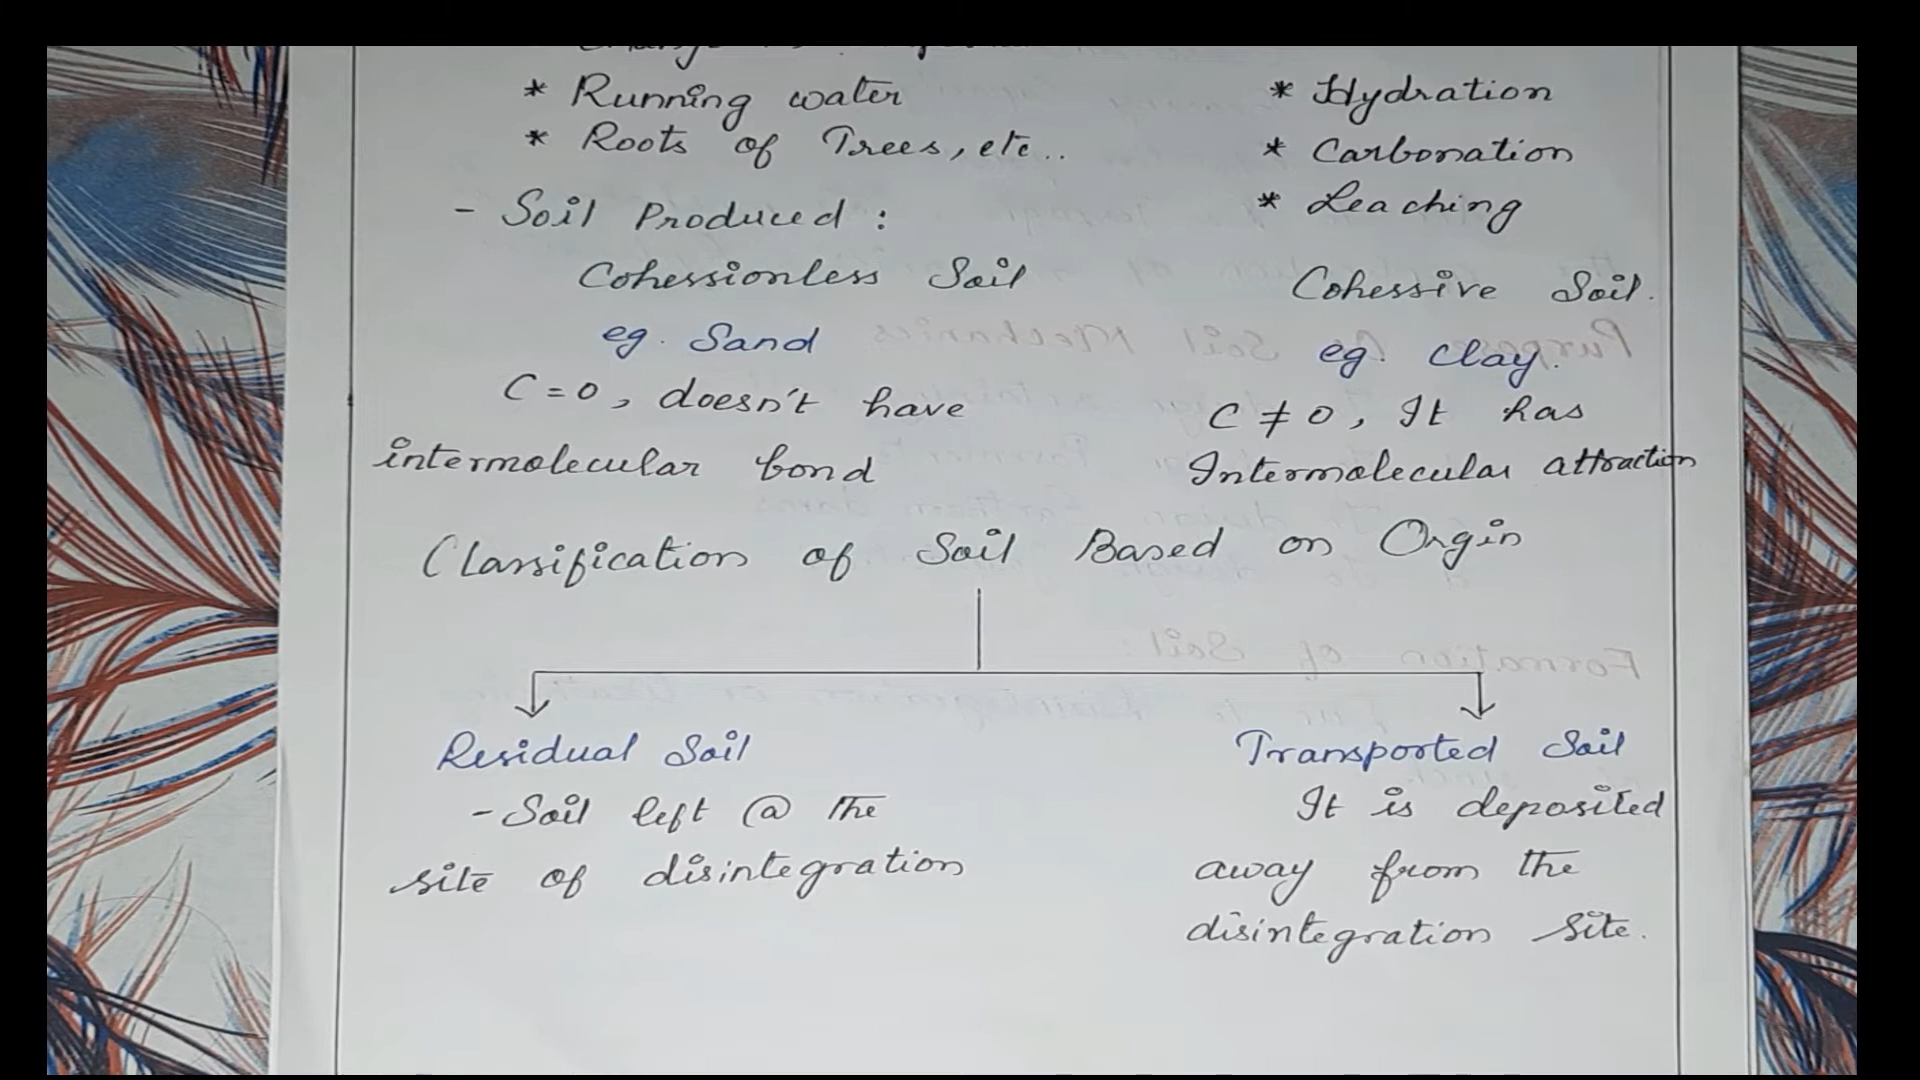 * Running water
* Roots of Trees, etc..
* Hydration
* Carbonation
* Leaching
- Soil Produced :
Cohessionless Soil
eg. Sand
C = 0, doesn't have
intermolecular bond
Cohessive Soil.
eg. Clay.
C ≠ 0, It has
Intermolecular attraction
Classification of Soil Based on Orgin
Residual Soil
- Soil left @ the
site of disintegration
Transported Soil
It is deposited
away from the
disintegration site.